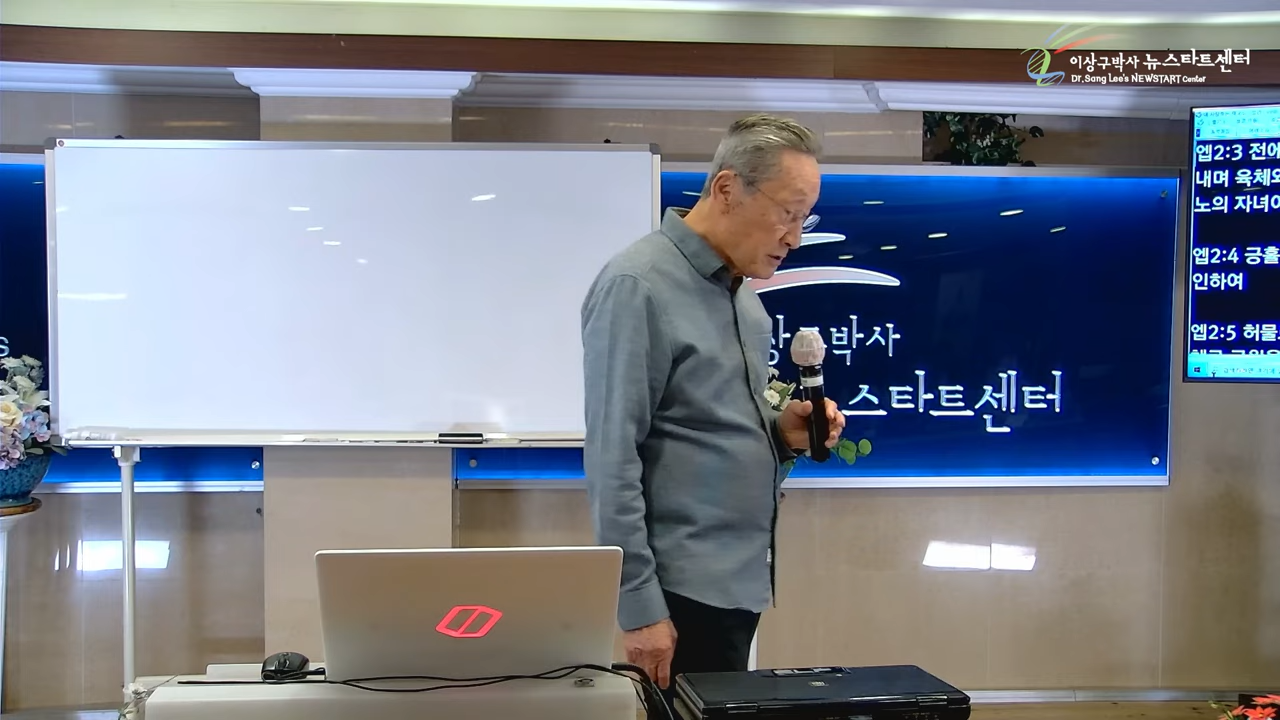 이상구박사 뉴스타트센터
Dr. Sang Lee's NEWSTART Center
엡2:3 전에
내며 육체와
노의 자녀이
엡2:4 긍휼
인하여
엡2:5 허물
박사
스타트센터
S